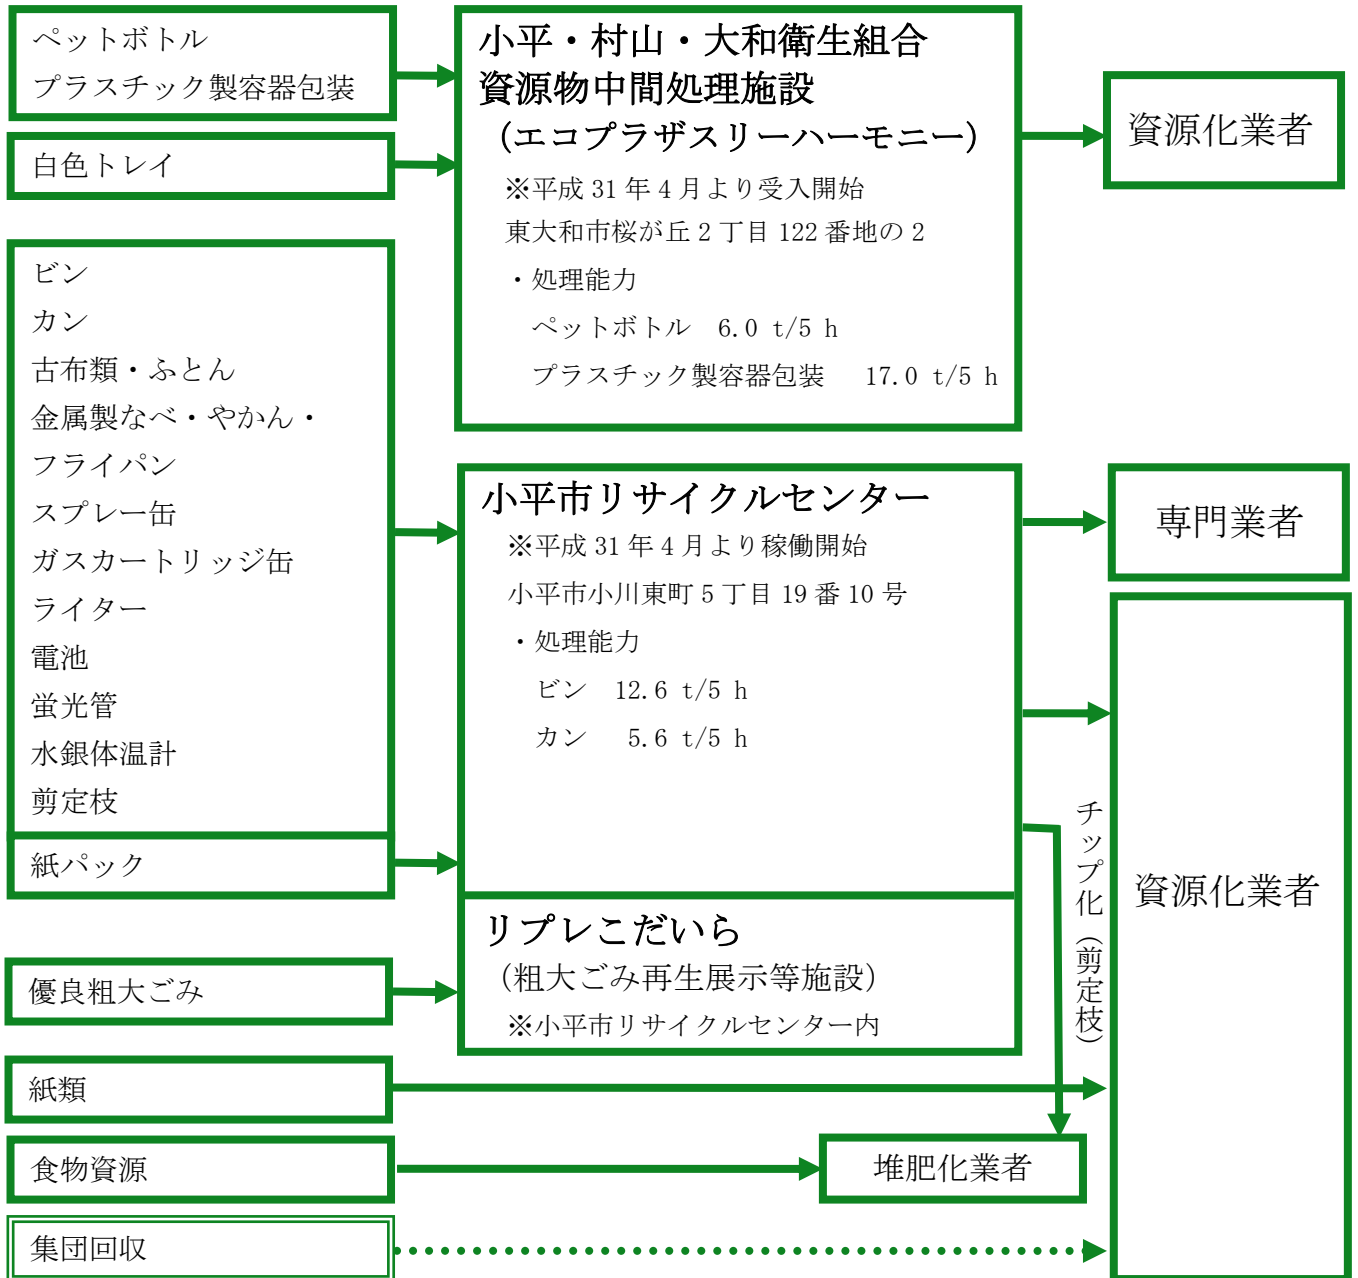 ペットボトル
プラスチック製容器包装
白色トレイ
小平・村山・大和衛生組合
資源物中間処理施設
（エコプラザスリーハーモニー）
※平成 31 年 4 月より受入開始
東大和市桜が丘 2 丁目 122 番地の 2
・処理能力
ペットボトル　6.0 t/5 h
プラスチック製容器包装　17.0 t/5 h
資源化業者
ビン
カン
古布類・ふとん
金属製なべ・やかん・
フライパン
スプレー缶
ガスカートリッジ缶
ライター
電池
蛍光管
水銀体温計
剪定枝
紙パック
小平市リサイクルセンター
※平成 31 年 4 月より稼働開始
小平市小川東町 5 丁目 19 番 10 号
・処理能力
ビン　12.6 t/5 h
カン　5.6 t/5 h
専門業者
チップ化（剪定枝）
資源化業者
優良粗大ごみ
リプレこだいら
（粗大ごみ再生展示等施設）
※小平市リサイクルセンター内
紙類
食物資源
堆肥化業者
集団回収